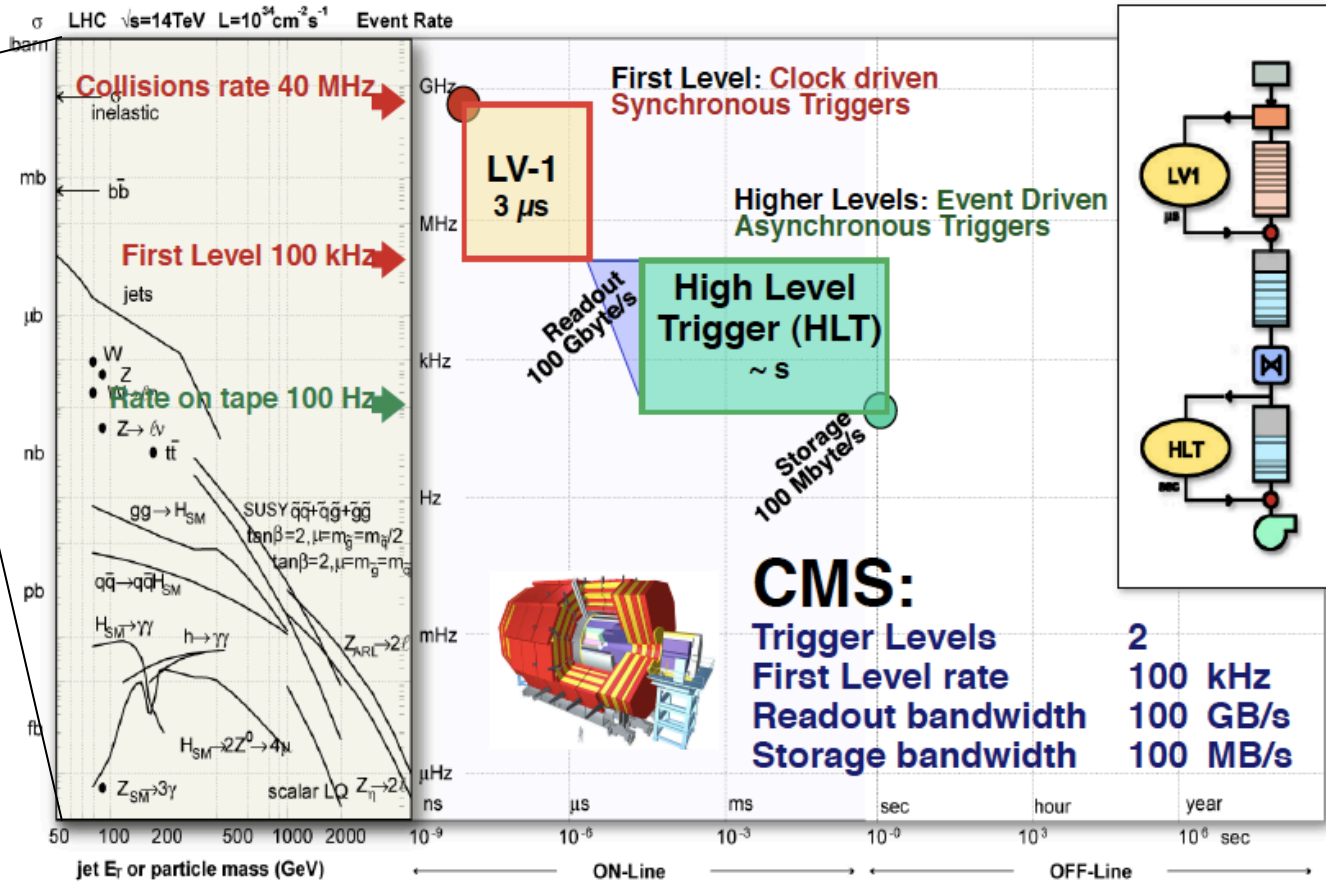 σ LHC √s=14TeV L=10³⁴cm⁻²s⁻¹ Event Rate
barn
Collisions rate 40 MHz
GHz
σ
inelastic
First Level: Clock driven
Synchronous Triggers
LV-1
3 µs
mb
bb̄
Higher Levels: Event Driven
Asynchronous Triggers
MHz
First Level 100 kHz
jets
µb
Readout
100 Gbyte/s
High Level
Trigger (HLT)
~ s
kHz
W
Z
Rate on tape 100 Hz
Z→ℓν
nb
tt̄
Storage
100 Mbyte/s
Hz
gg→H_SM
SUSY q̃q̃+q̃g̃+g̃g̃
tanβ=2,μ=m_g̃=m_q̃/2
tanβ=2,μ=m_g̃=m_q̃
qq̄→qq̄H_SM
pb
H_SM→γγ
h→γγ
Z_ARL→2ℓ
mHz
fb
H_SM→2Z⁰→4μ
Z_SM→3γ
scalar LQ
Z_η→2ℓ
µHz
CMS:
Trigger Levels 2
First Level rate 100 kHz
Readout bandwidth 100 GB/s
Storage bandwidth 100 MB/s
LV1
µs
HLT
sec
ns µs ms sec hour year
50 100 200 500 1000 2000
10⁻⁹ 10⁻⁶ 10⁻³ 10⁻⁰ 10³ 10⁶ sec
jet E_T or particle mass (GeV)
ON-Line
OFF-Line